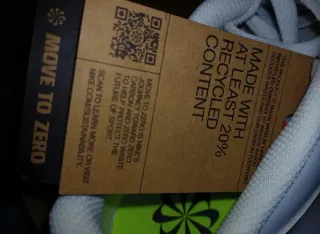 MADE WITH
AT LEAST 20%
RECYCLED
CONTENT
MOVE TO ZERO IS NIKE'S
JOURNEY TOWARD ZERO
CARBON AND ZERO WASTE
TO HELP PROTECT THE
FUTURE OF SPORT.
SCAN TO LEARN MORE OR VISIT
NIKE.COM/SUSTAINABILITY.
MOVE TO ZERO